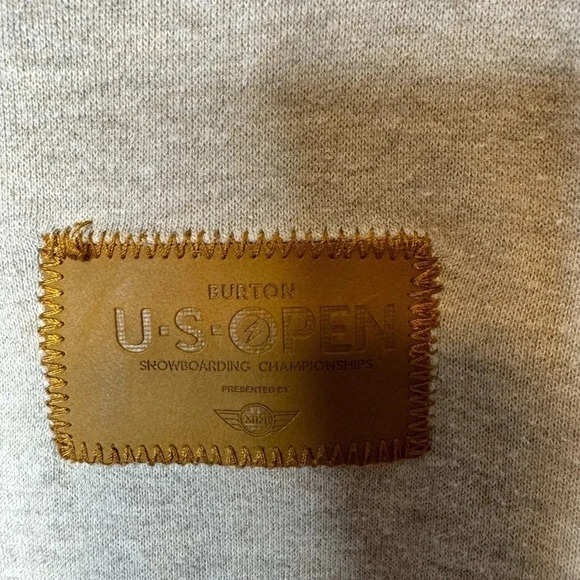 BURTON
U·S·OPEN
SNOWBOARDING CHAMPIONSHIPS
PRESENTED BY
MINI